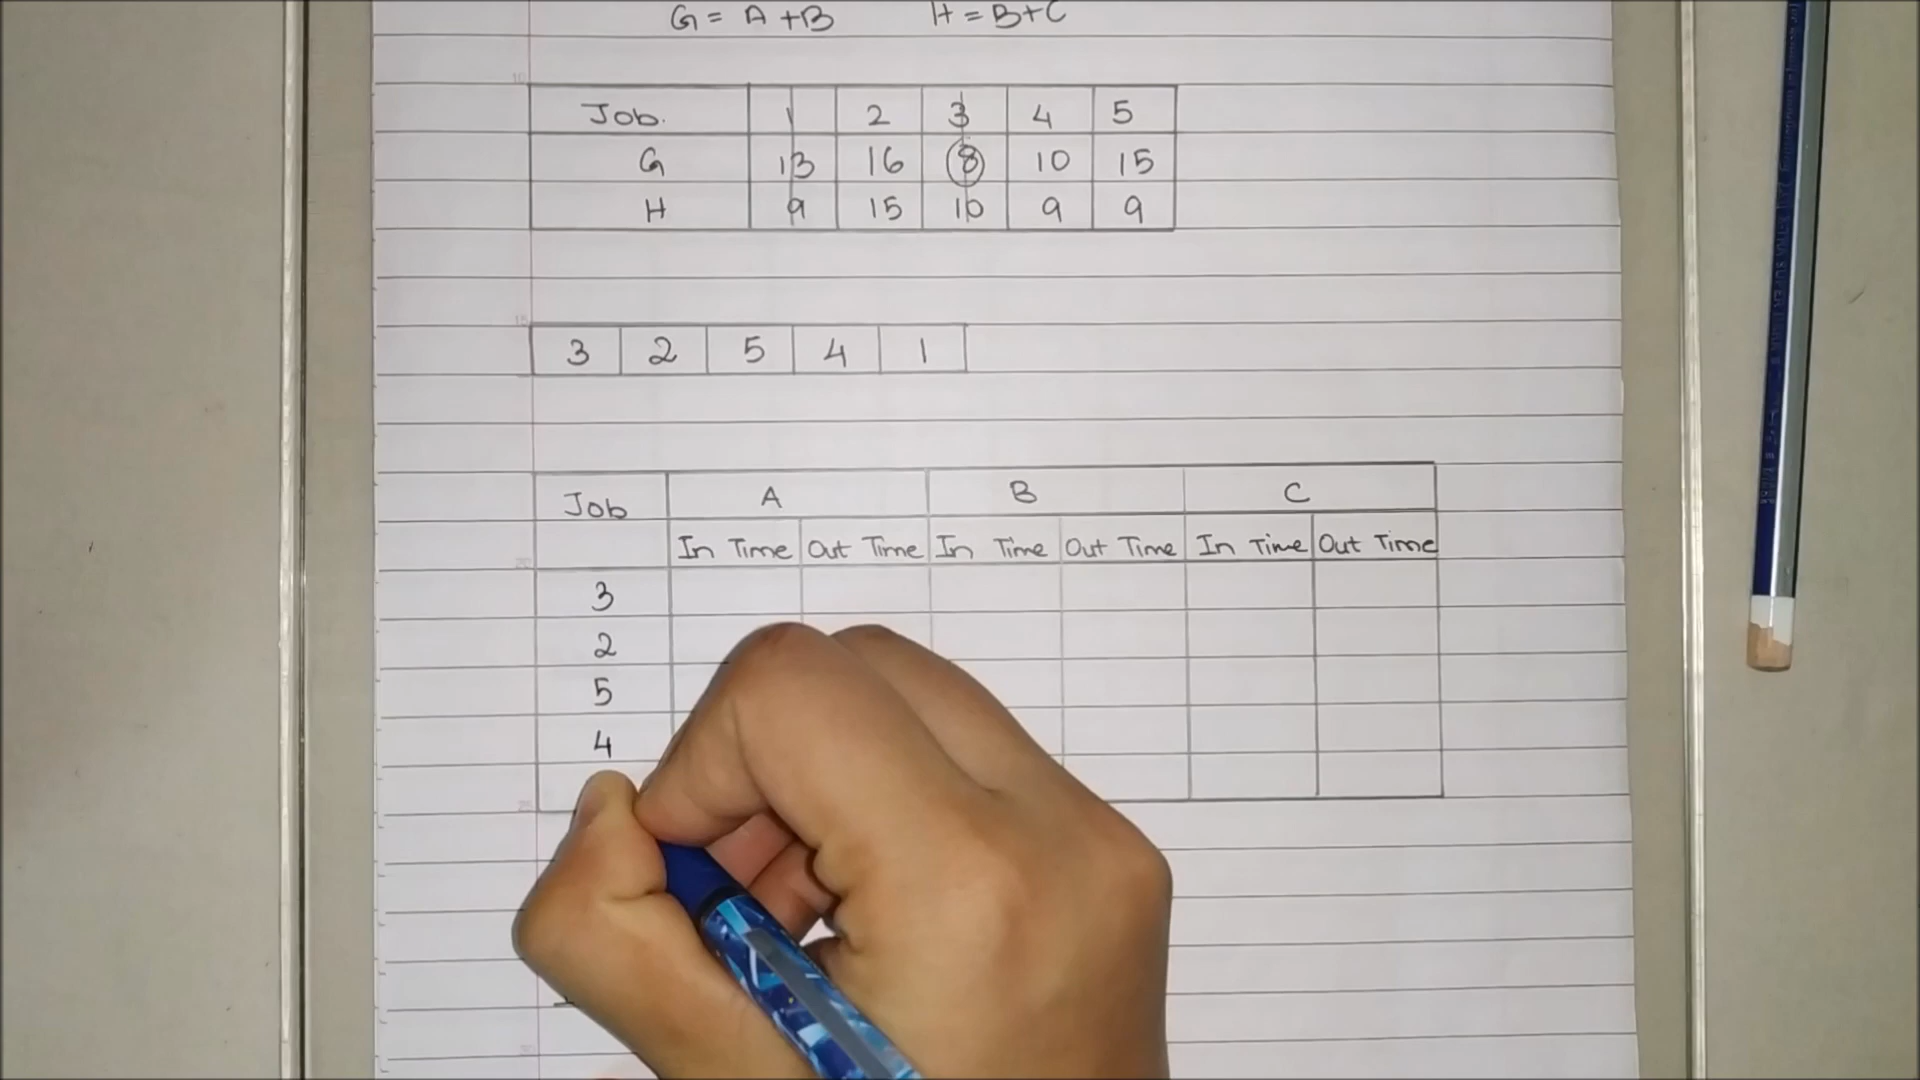 G = A + B H = B + C
Job. 1 2 3 4 5
G 13 16 8 10 15
H 9 15 10 9 9
3 2 5 4 1
Job A B C
In Time Out Time In Time Out Time In Time Out Time
3
2
5
4